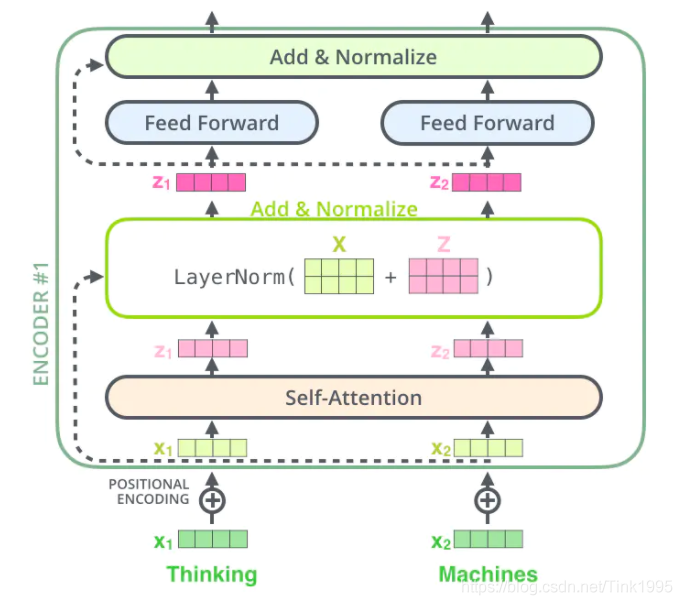 Add & Normalize
Feed Forward
Feed Forward
z1
z2
Add & Normalize
X
Z
LayerNorm(
+
)
ENCODER #1
z1
z2
Self-Attention
x1
x2
POSITIONAL
ENCODING
+
+
x1
x2
Thinking
Machines
https://blog.csdn.net/Tink1995